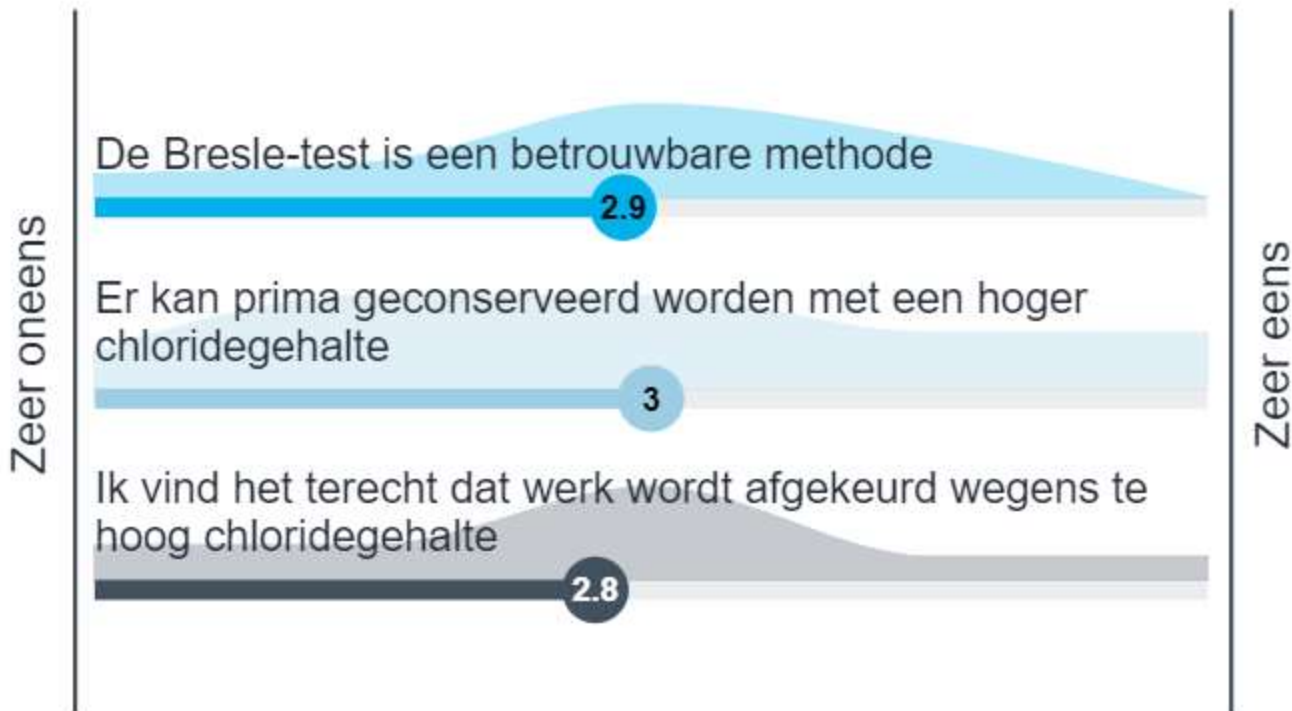 De Bresle-test is een betrouwbare methode
2.9
Er kan prima geconserveerd worden met een hoger
chloridegehalte
3
Ik vind het terecht dat werk wordt afgekeurd wegens te
hoog chloridegehalte
2.8
Zeer oneens
Zeer eens